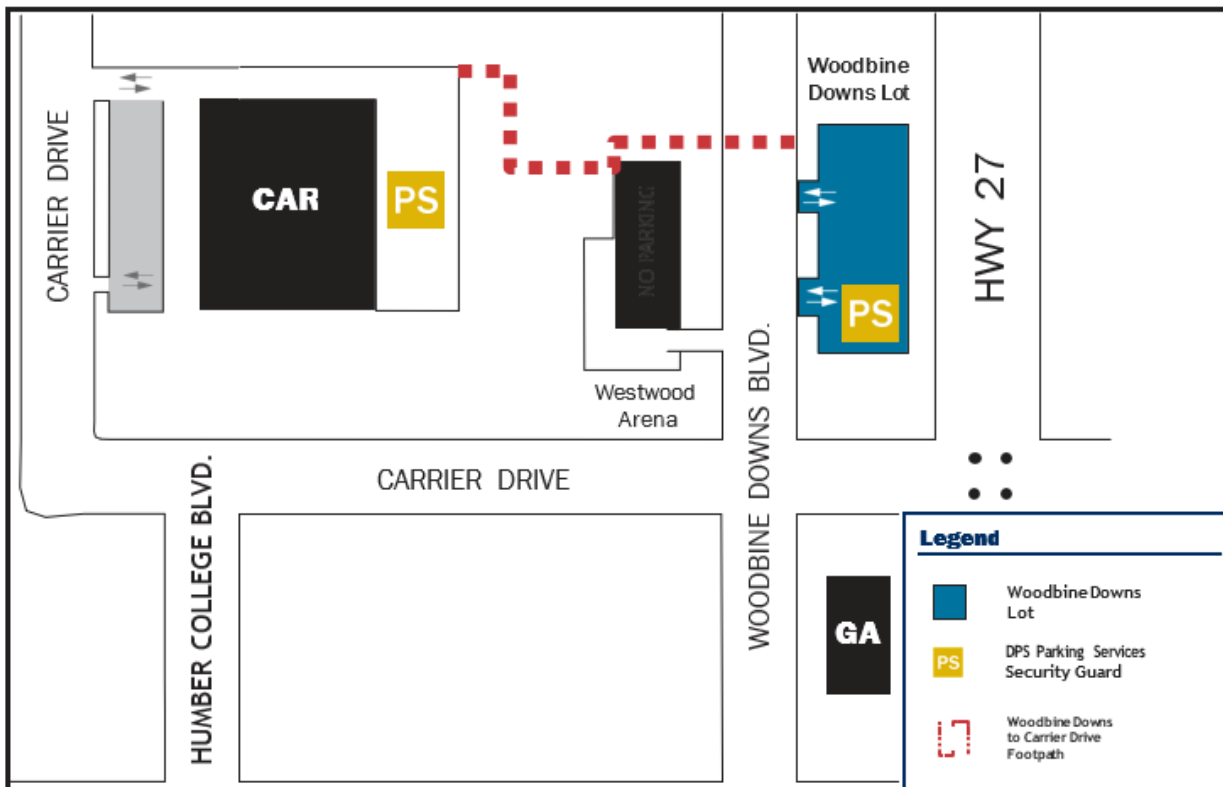 Woodbine
Downs Lot
CARRIER DRIVE
CAR
PS
NO PARKING
HWY 27
PS
Westwood
Arena
WOODBINE DOWNS BLVD.
CARRIER DRIVE
HUMBER COLLEGE BLVD.
GA
Legend
Woodbine Downs
Lot
PS
DPS Parking Services
Security Guard
Woodbine Downs
to Carrier Drive
Footpath